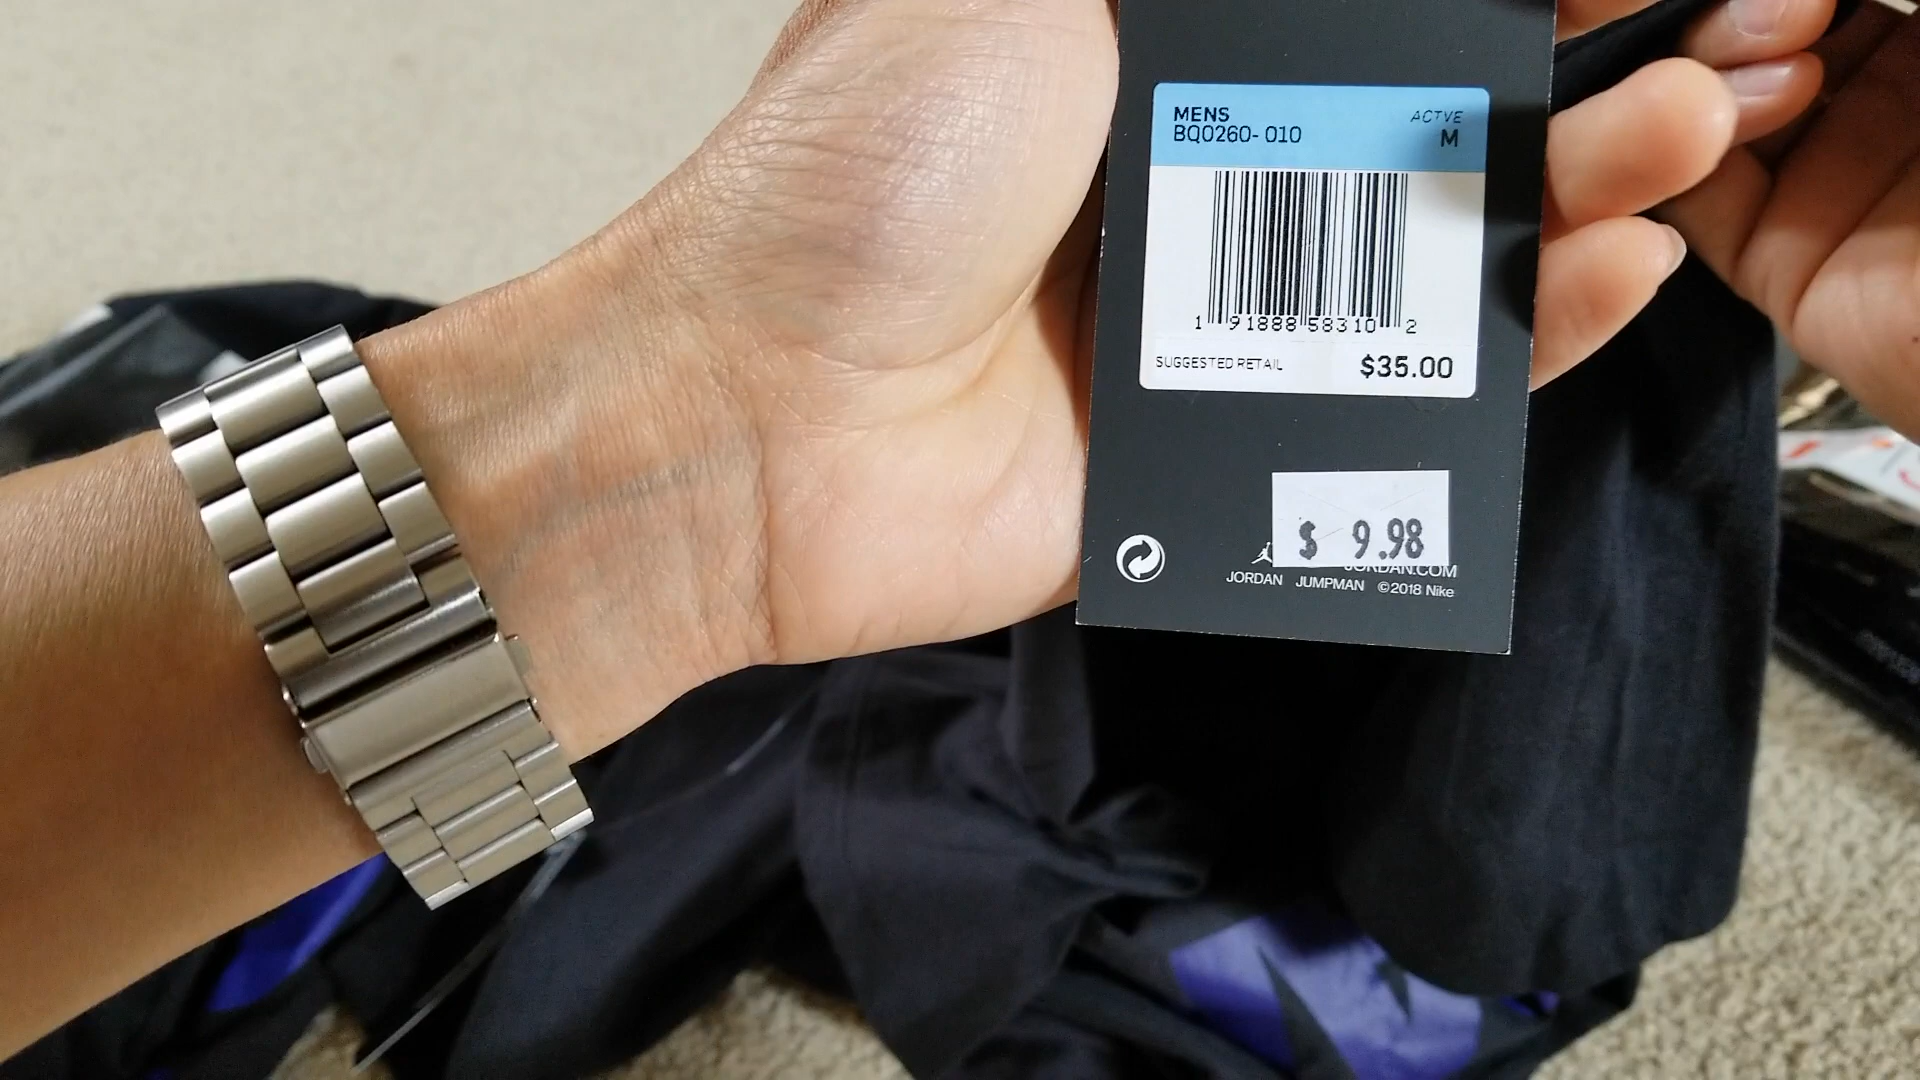 MENS ACTVE
BQ0260-010 M
1 91888 58310 2
SUGGESTED RETAIL $35.00
$ 9.98
JORDAN.COM
JORDAN JUMPMAN ©2018 Nike